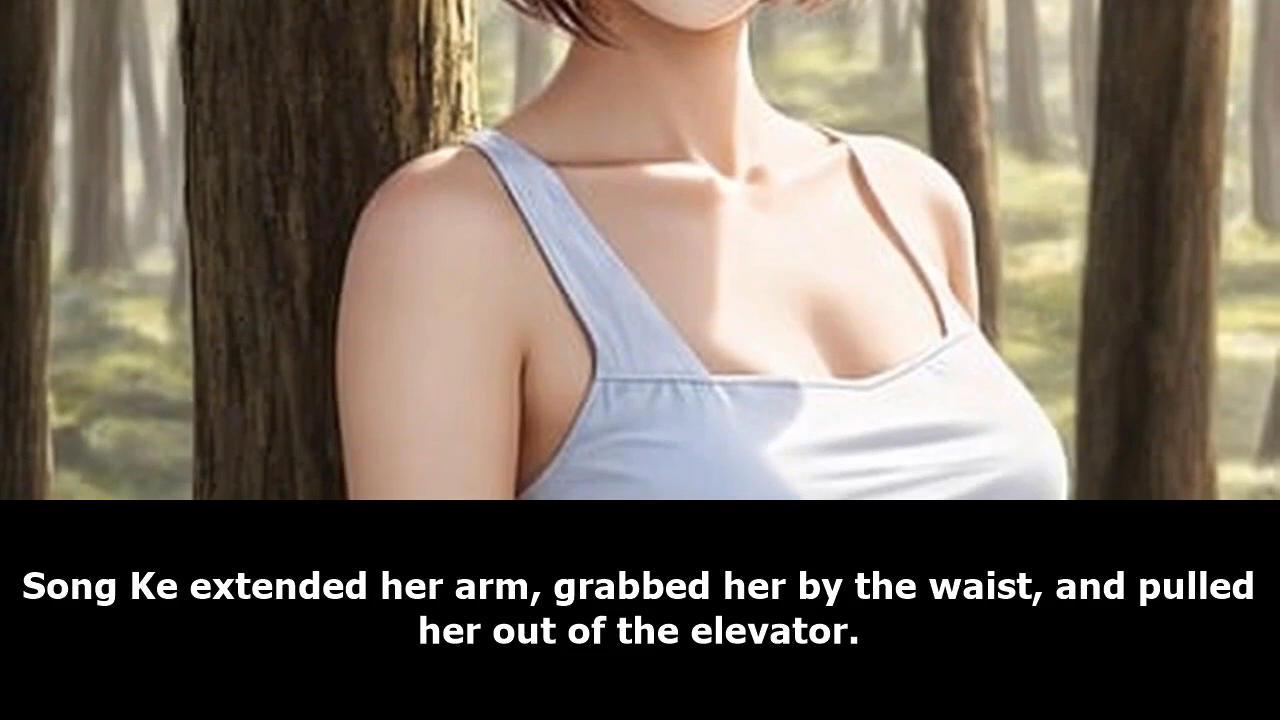 Song Ke extended her arm, grabbed her by the waist, and pulled
her out of the elevator.